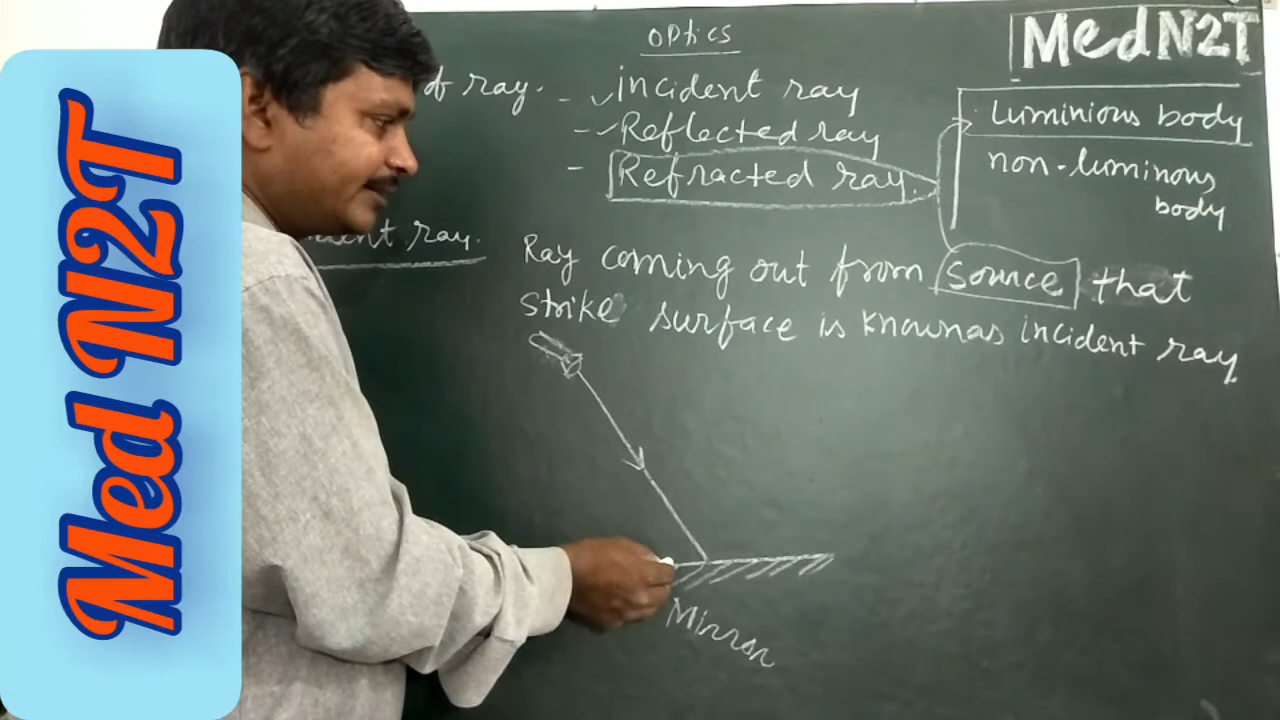 Med N2T
OPtics
MedN2T
of ray. - incident ray
- Reflected ray
- Refracted ray.
luminious body
non-luminous
body
ray.
Ray coming out from source that
strike surface is known as incident ray.
Mirror